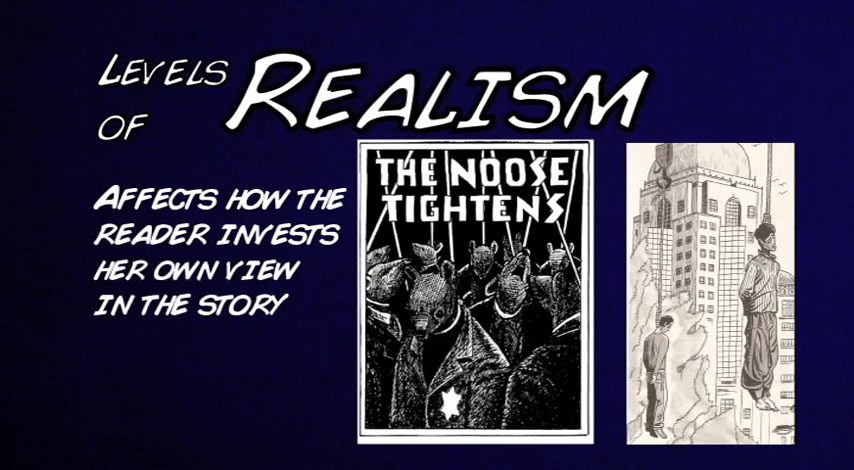 Levels
of Realism
Affects how the
reader invests
her own view
in the story
THE NOOSE
TIGHTENS